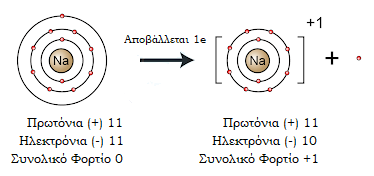 Αποβάλλεται 1e
+1
Na
Na
+
Πρωτόνια (+) 11
Ηλεκτρόνια (-) 11
Συνολικό Φορτίο 0
Πρωτόνια (+) 11
Ηλεκτρόνια (-) 10
Συνολικό Φορτίο +1